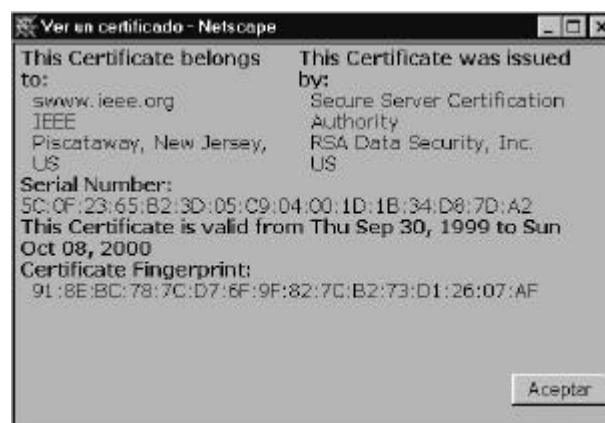 Ver un certificado - Netscape
This Certificate belongs
to:
swww.ieee.org
IEEE
Piscataway, New Jersey,
US
This Certificate was issued
by:
Secure Server Certification
Authority
RSA Data Security, Inc.
US
Serial Number:
5C:0F:23:65:B2:3D:05:C9:04:00:1D:1B:34:D8:7D:A2
This Certificate is valid from Thu Sep 30, 1999 to Sun
Oct 08, 2000
Certificate Fingerprint:
91:8E:BC:78:7C:D7:6F:9F:82:7C:B2:73:D1:26:07:AF
Aceptar